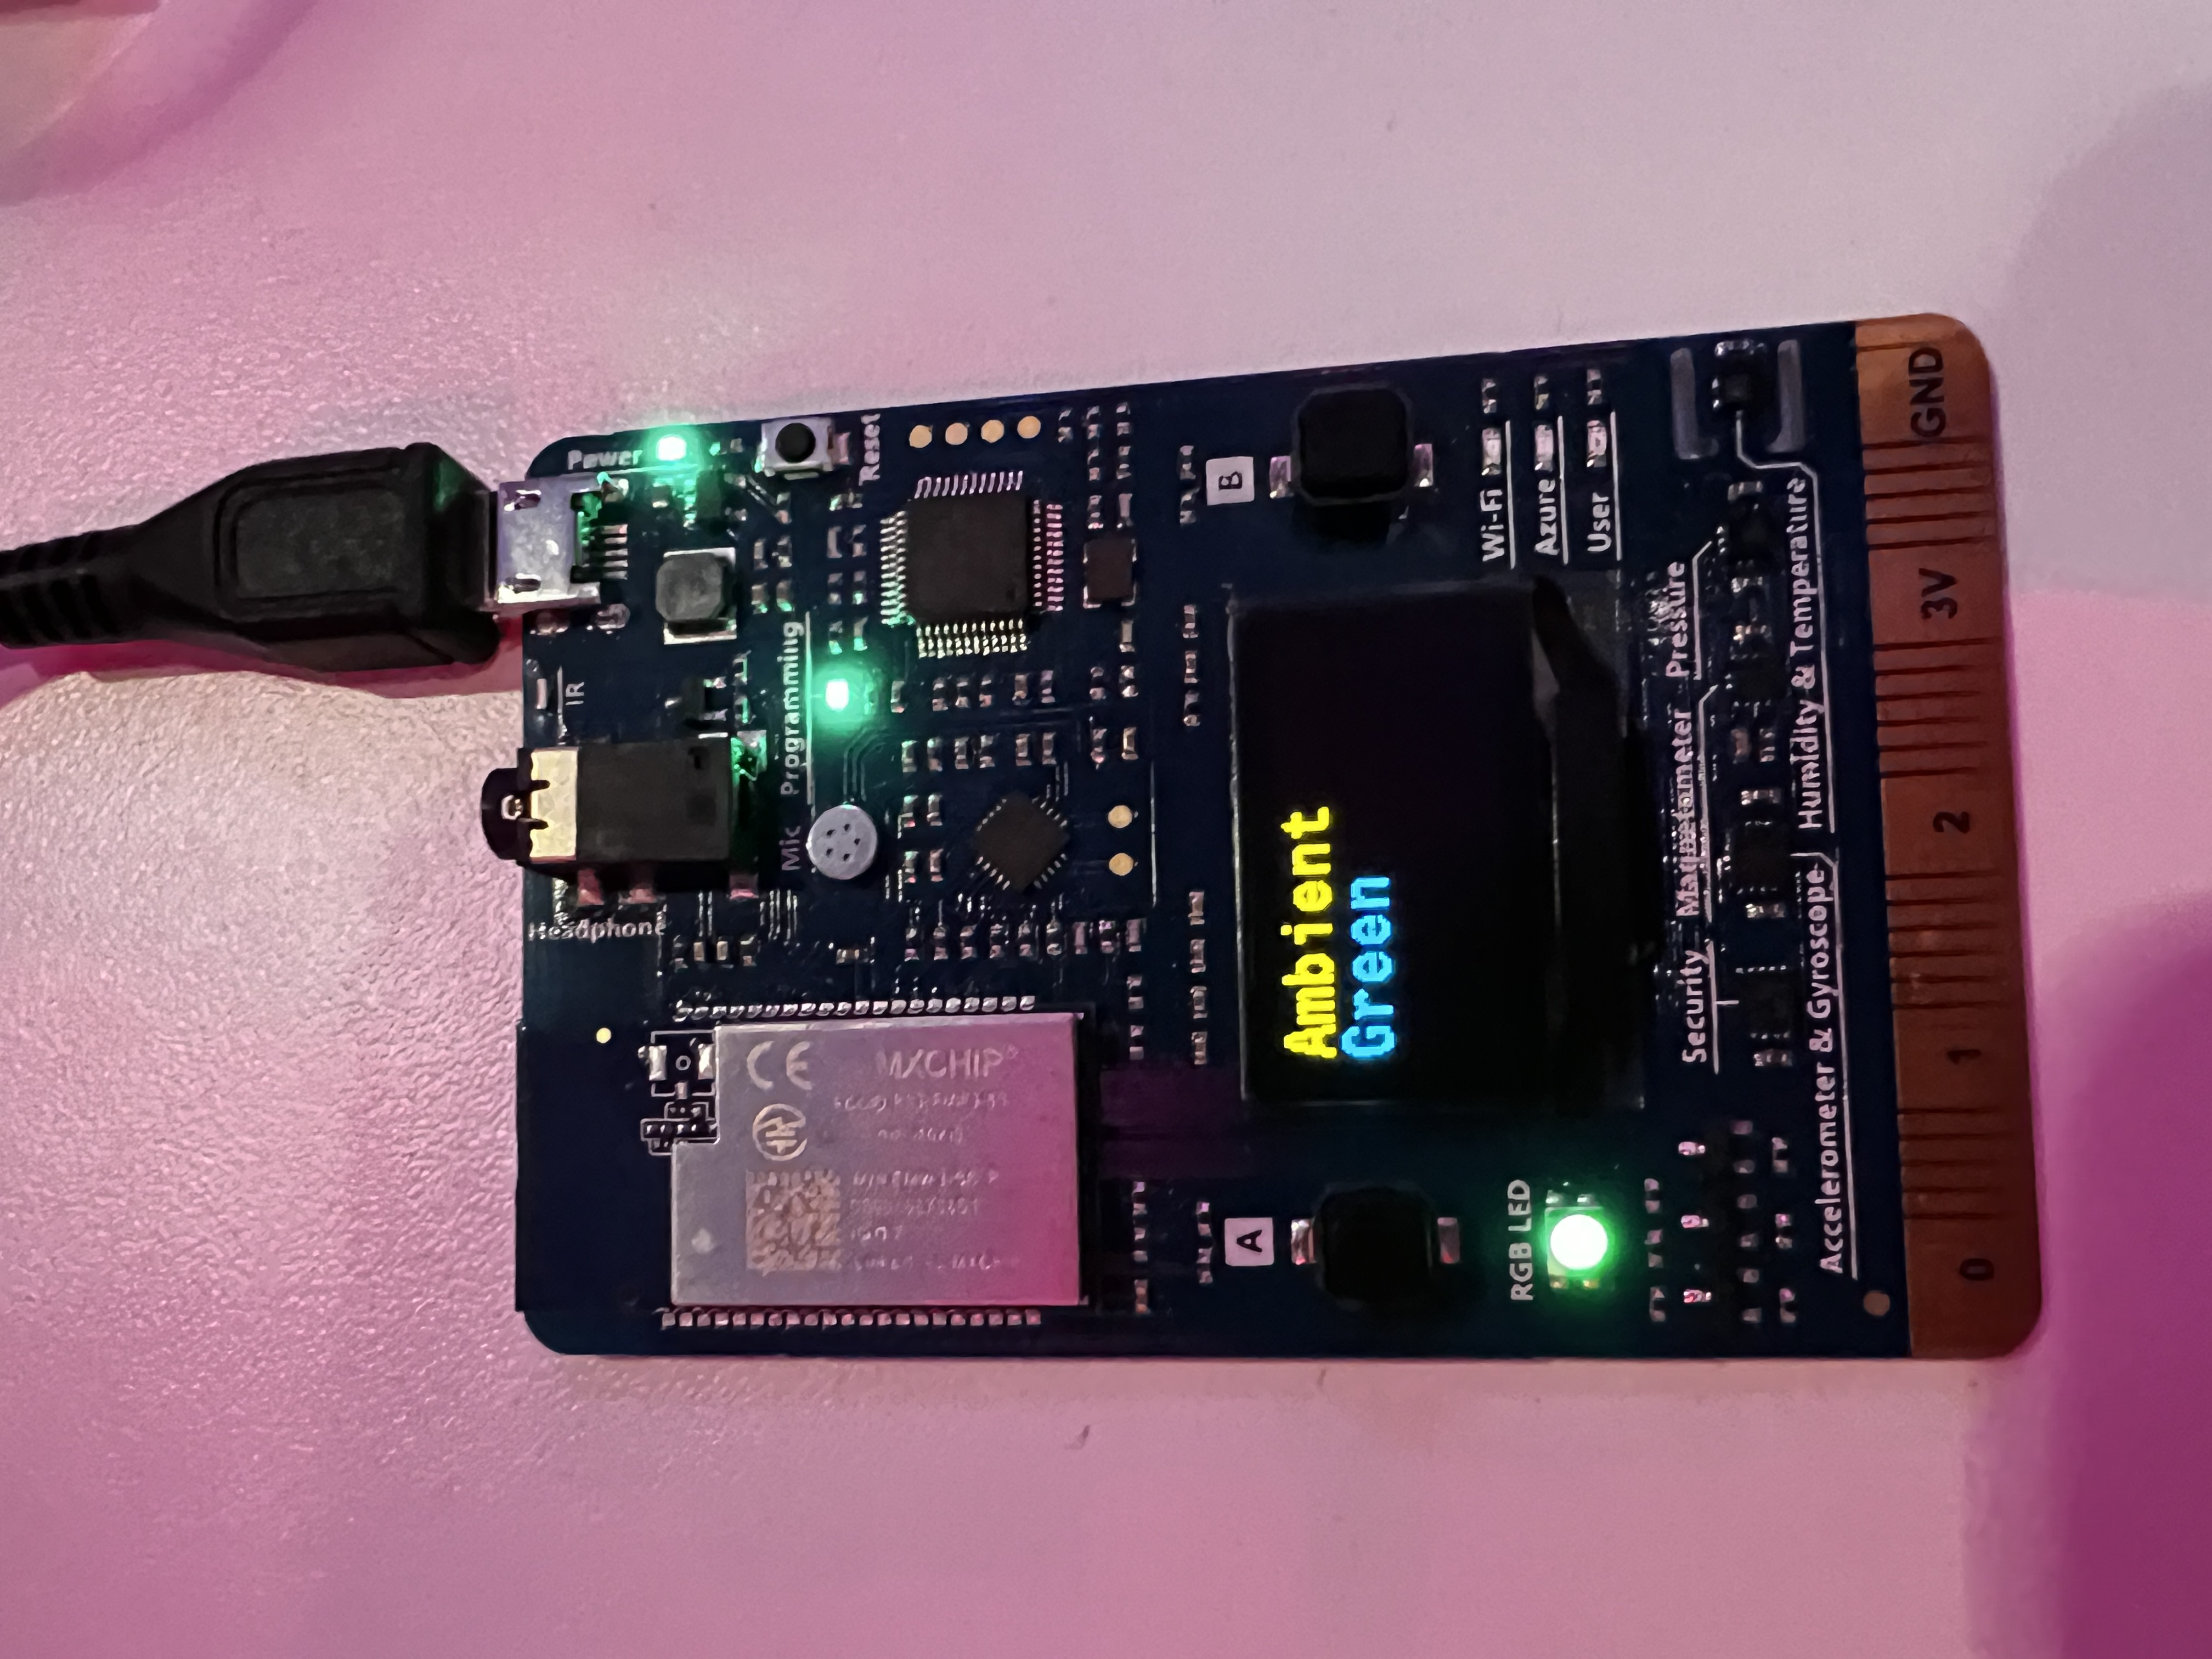 Headphone
IR
Power
CE
MXCHIP
Mic
Programming
Reset
A
B
Ambient
Green
RGB LED
Wi-Fi
Azure
User
Security
Magnetometer
Pressure
Accelerometer & Gyroscope
Humidity & Temperature
0
1
2
3V
GND